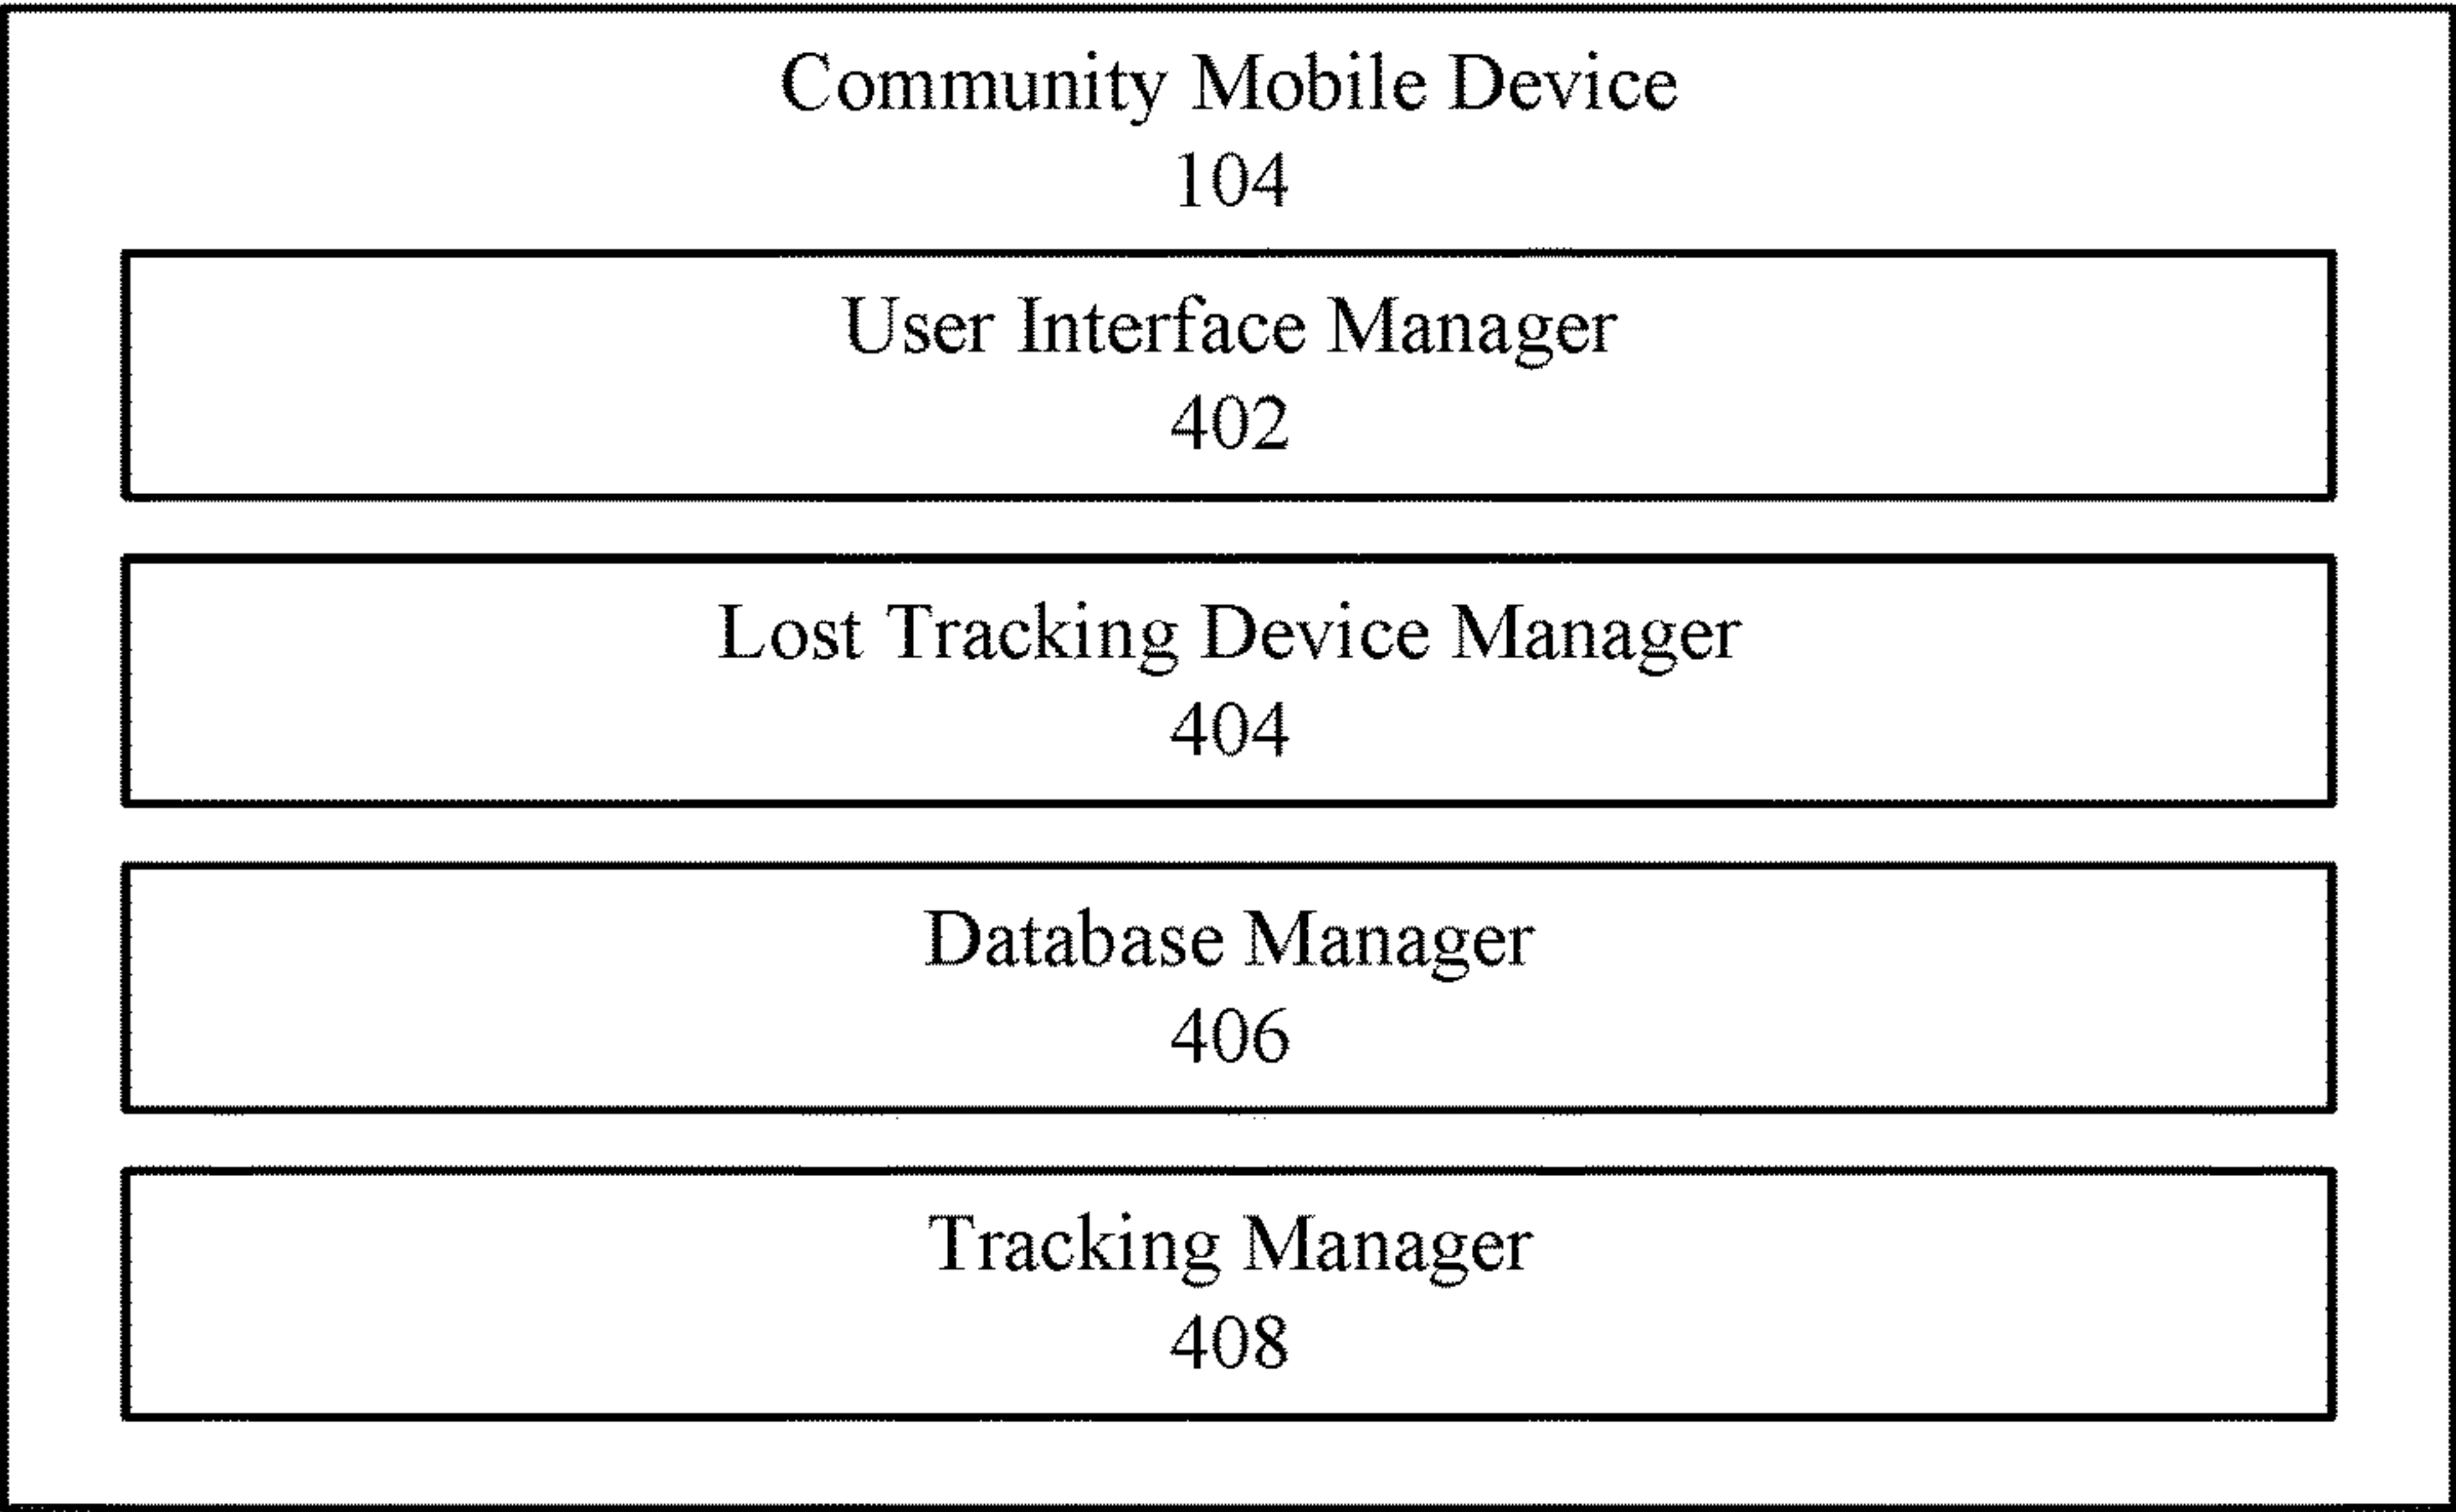 Community Mobile Device
104
User Interface Manager
402
Lost Tracking Device Manager
404
Database Manager
406
Tracking Manager
408